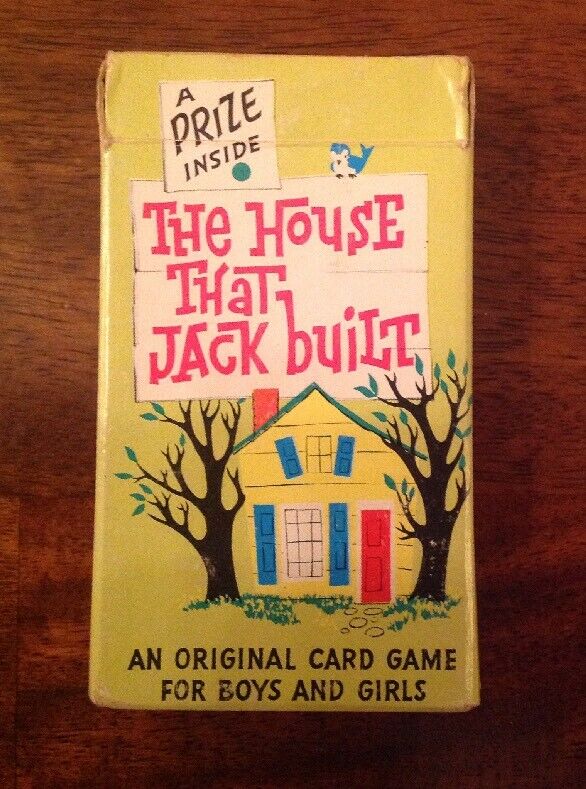 A
PRIZE
INSIDE
THE HOUSE
THAT
JACK buiLT
AN ORIGINAL CARD GAME
FOR BOYS AND GIRLS